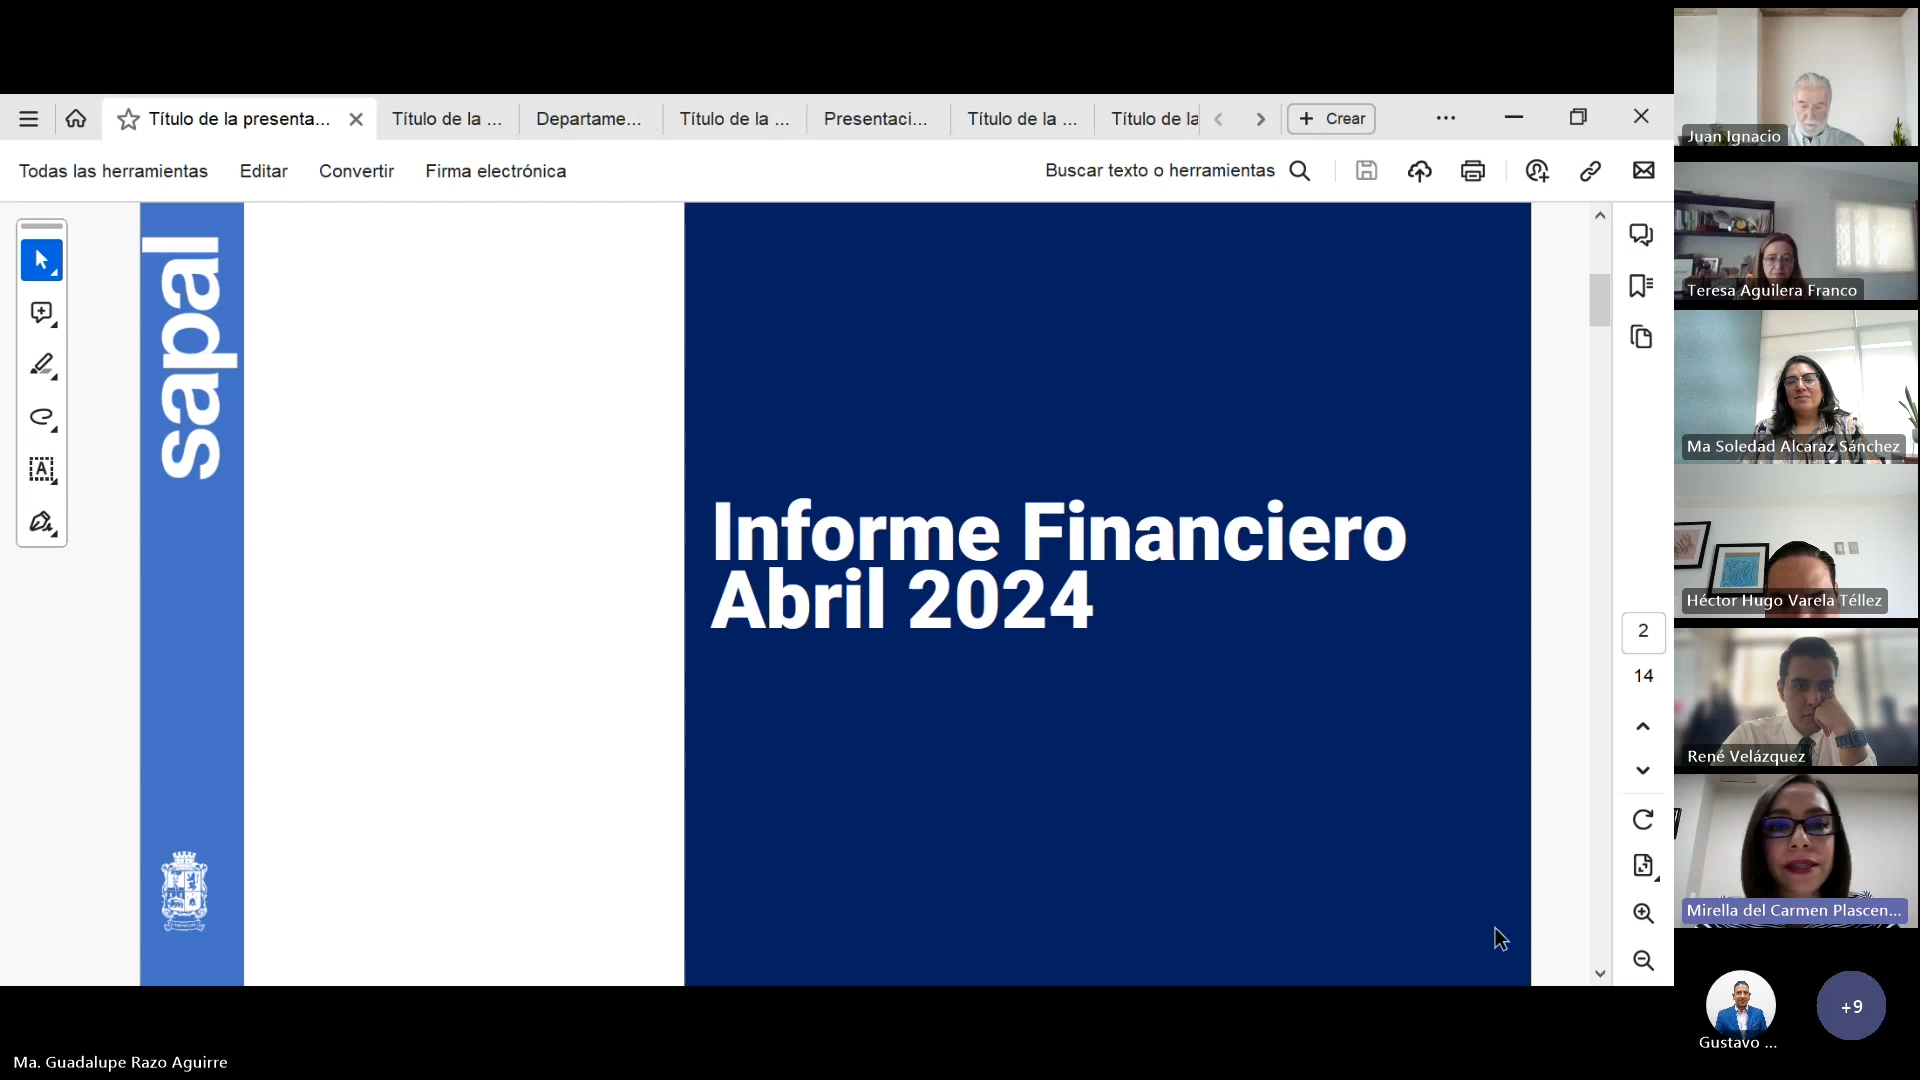 Título de la presenta...
Título de la ...
Departame...
Título de la ...
Presentaci...
Título de la ...
Título de la
Crear
Todas las herramientas
Editar
Convertir
Firma electrónica
Buscar texto o herramientas
sapal
Informe Financiero
Abril 2024
2
14
Juan Ignacio
Teresa Aguilera Franco
Ma Soledad Alcaraz Sánchez
Héctor Hugo Varela Téllez
René Velázquez
Mirella del Carmen Plascen...
Gustavo ...
+9
Ma. Guadalupe Razo Aguirre